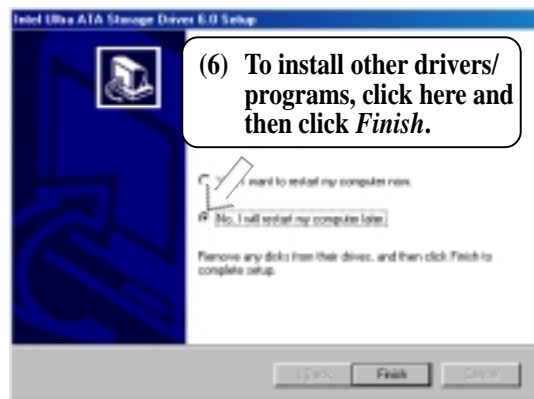 Intel Ultra ATA Storage Driver 6.0 Setup
(6) To install other drivers/
programs, click here and
then click Finish.
I want to restart my computer now.
No, I will restart my computer later.
Remove any disks from their drives, and then click Finish to
complete setup.
< Back Finish Cancel